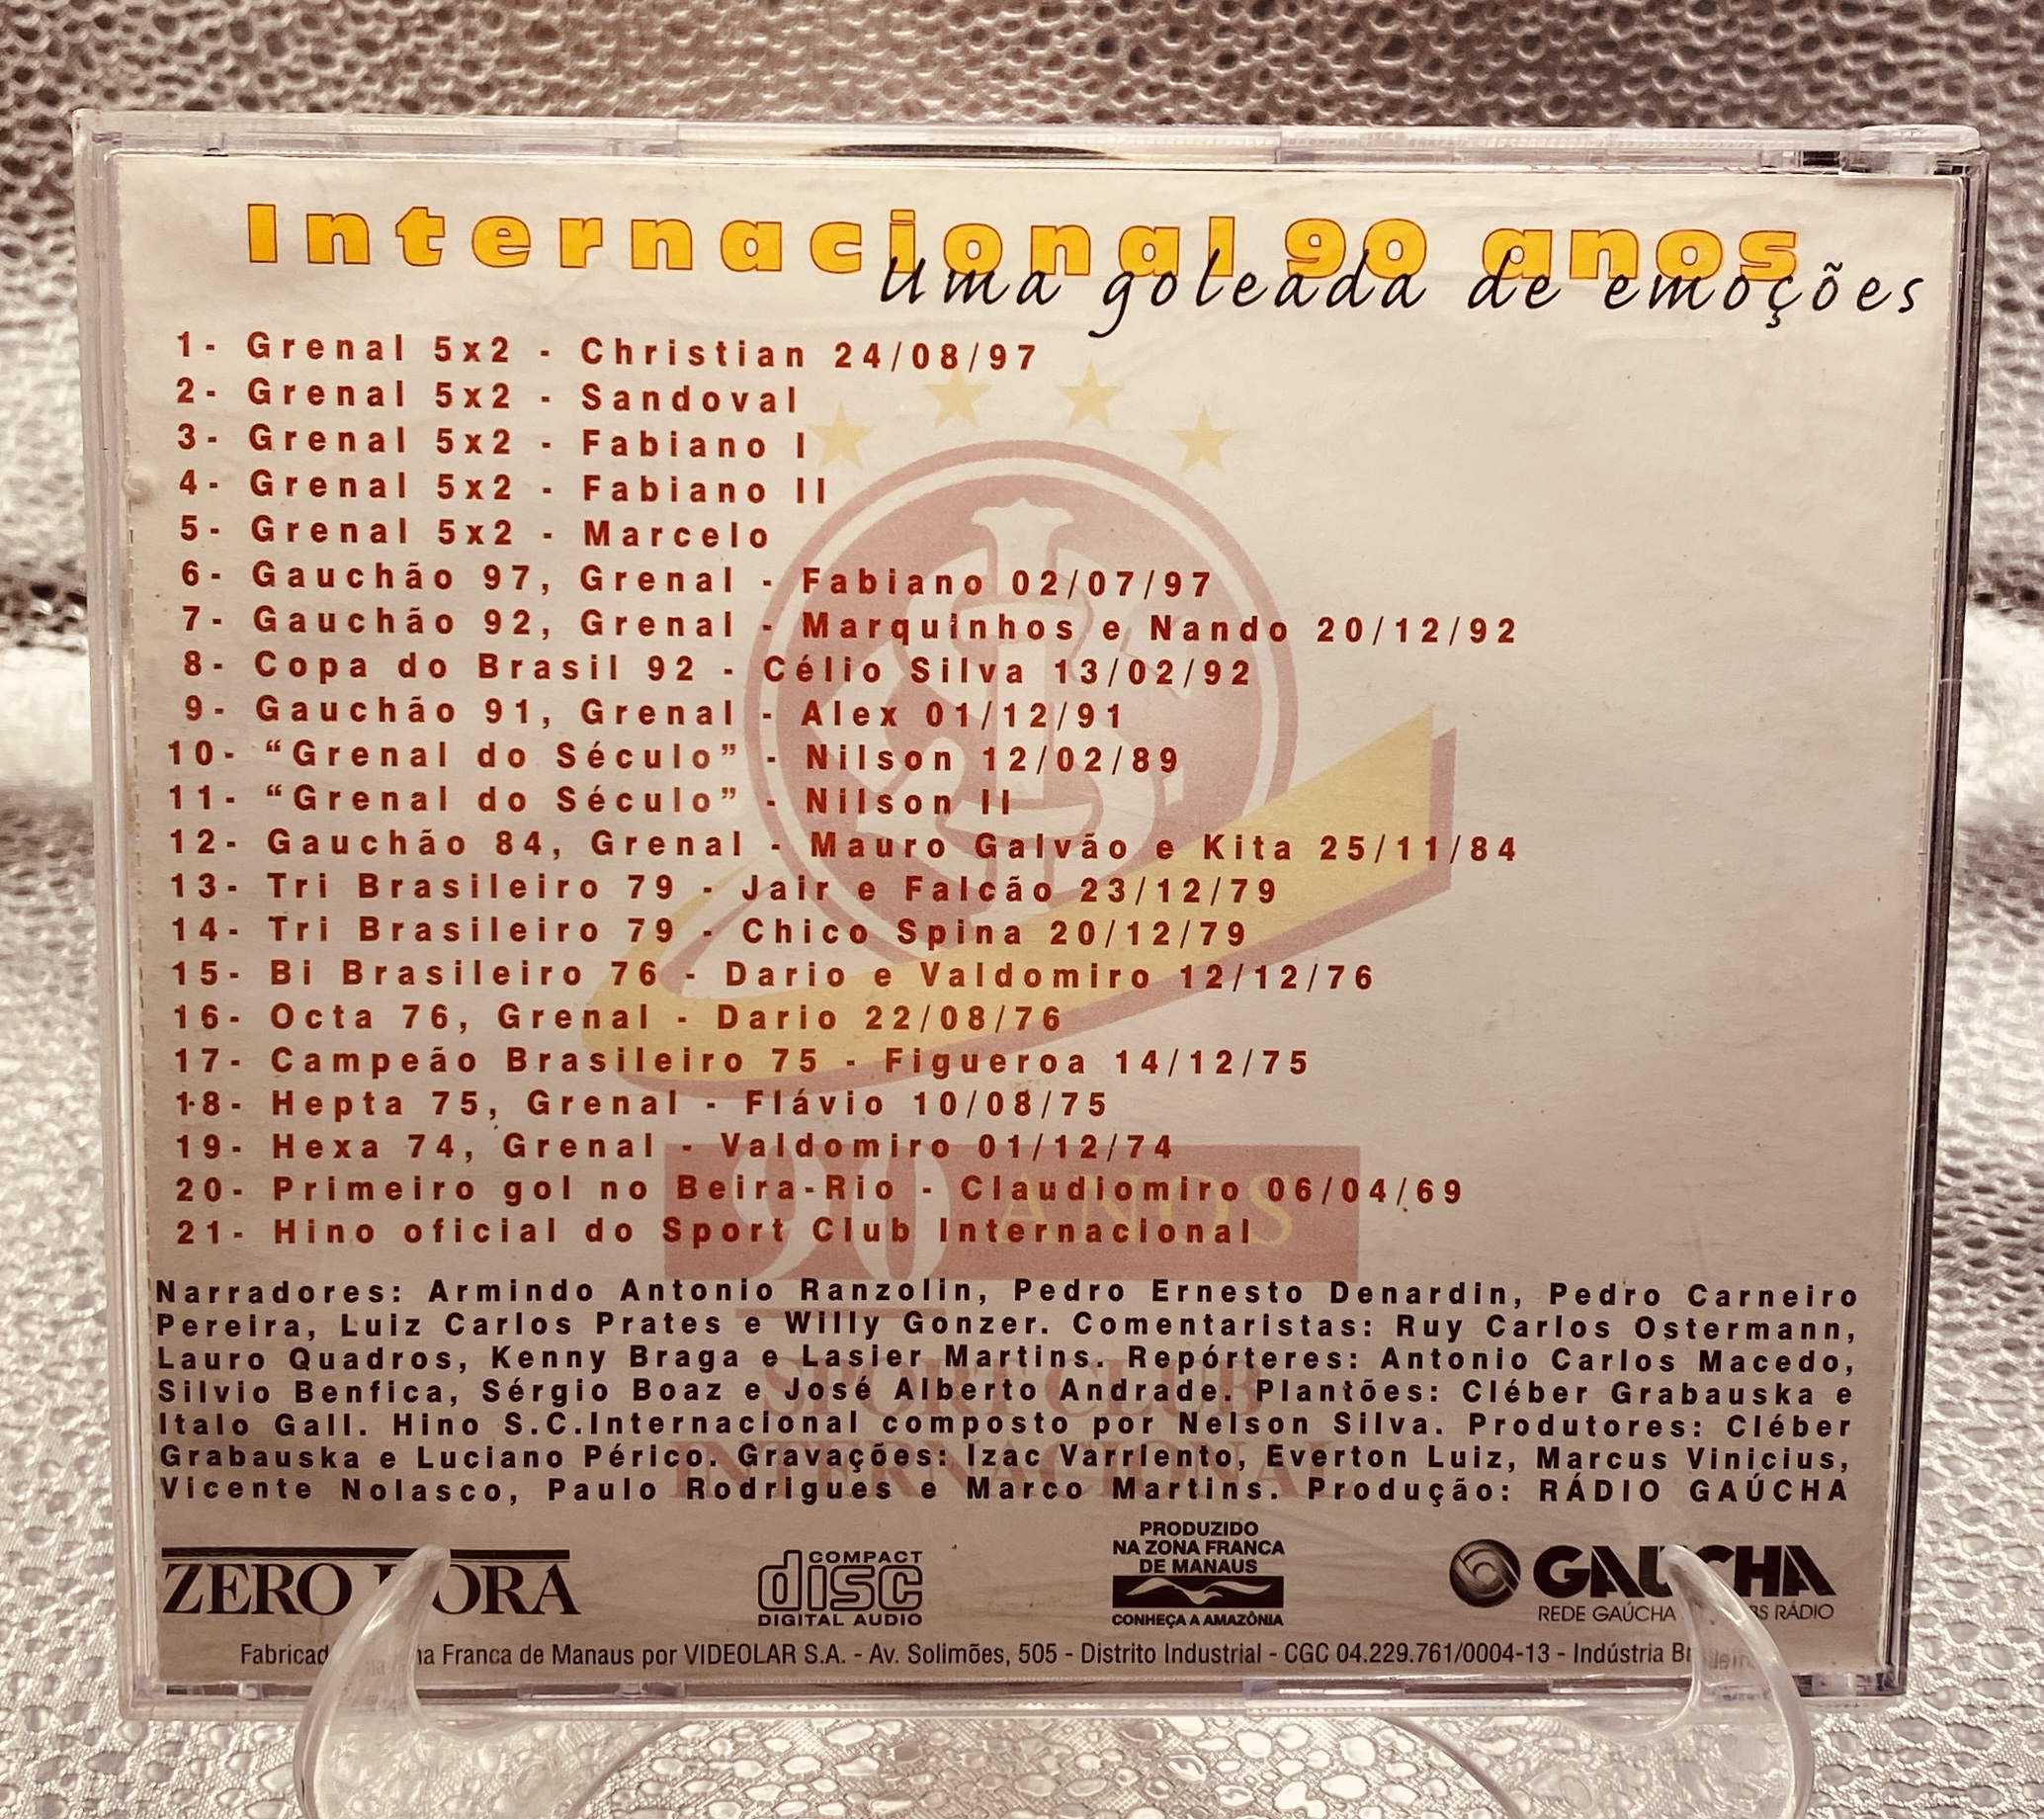 Internacional 90 anos
Uma goleada de emoções
1- Grenal 5x2 - Christian 24/08/97
2- Grenal 5x2 - Sandoval
3- Grenal 5x2 - Fabiano I
4- Grenal 5x2 - Fabiano II
5- Grenal 5x2 - Marcelo
6- Gauchão 97, Grenal - Fabiano 02/07/97
7- Gauchão 92, Grenal - Marquinhos e Nando 20/12/92
8- Copa do Brasil 92 - Célio Silva 13/02/92
9- Gauchão 91, Grenal - Alex 01/12/91
10- “Grenal do Século” - Nilson 12/02/89
11- “Grenal do Século” - Nilson II
12- Gauchão 84, Grenal - Mauro Galvão e Kita 25/11/84
13- Tri Brasileiro 79 - Jair e Falcão 23/12/79
14- Tri Brasileiro 79 - Chico Spina 20/12/79
15- Bi Brasileiro 76 - Dario e Valdomiro 12/12/76
16- Octa 76, Grenal - Dario 22/08/76
17- Campeão Brasileiro 75 - Figueroa 14/12/75
18- Hepta 75, Grenal - Flávio 10/08/75
19- Hexa 74, Grenal - Valdomiro 01/12/74
20- Primeiro gol no Beira-Rio - Claudiomiro 06/04/69
21- Hino oficial do Sport Club Internacional
90 ANOS
SPORT CLUB
INTERNACIONAL
Narradores: Armindo Antonio Ranzolin, Pedro Ernesto Denardin, Pedro Carneiro
Pereira, Luiz Carlos Prates e Willy Gonzer. Comentaristas: Ruy Carlos Ostermann,
Lauro Quadros, Kenny Braga e Lasier Martins. Repórteres: Antonio Carlos Macedo,
Silvio Benfica, Sérgio Boaz e José Alberto Andrade. Plantões: Cléber Grabauska e
Italo Gall. Hino S.C.Internacional composto por Nelson Silva. Produtores: Cléber
Grabauska e Luciano Périco. Gravações: Izac Varriento, Everton Luiz, Marcus Vinicius,
Vicente Nolasco, Paulo Rodrigues e Marco Martins. Produção: RÁDIO GAÚCHA
ZERO HORA
COMPACT
disc
DIGITAL AUDIO
PRODUZIDO
NA ZONA FRANCA
DE MANAUS
CONHEÇA A AMAZÔNIA
GAÚCHA
REDE GAÚCHA RBS RÁDIO
Franca de Manaus por VIDEOLAR S.A. - Av. Solimões, 505 - Distrito Industrial - CGC 04.229.761/0004-13 - Indústria